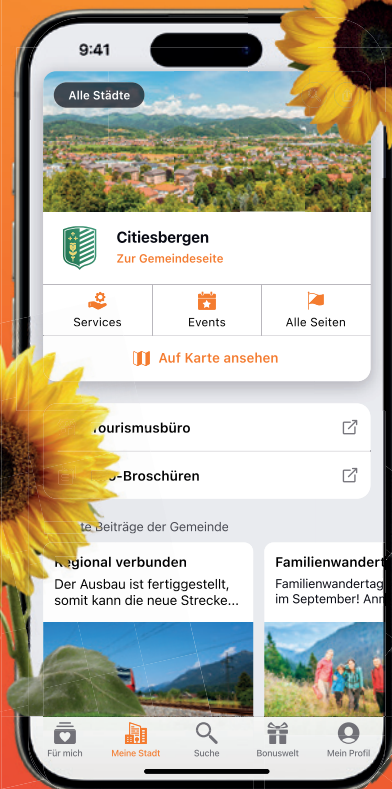 9:41
Alle Städte
Citiesbergen
Zur Gemeindeseite
Services
Events
Alle Seiten
Auf Karte ansehen
Tourismusbüro
-Broschüren
te Beiträge der Gemeinde
Regional verbunden
Der Ausbau ist fertiggestellt,
somit kann die neue Strecke...
Familienwandert
Familienwandertag
im September! Anm
Für mich
Meine Stadt
Suche
Bonuswelt
Mein Profil